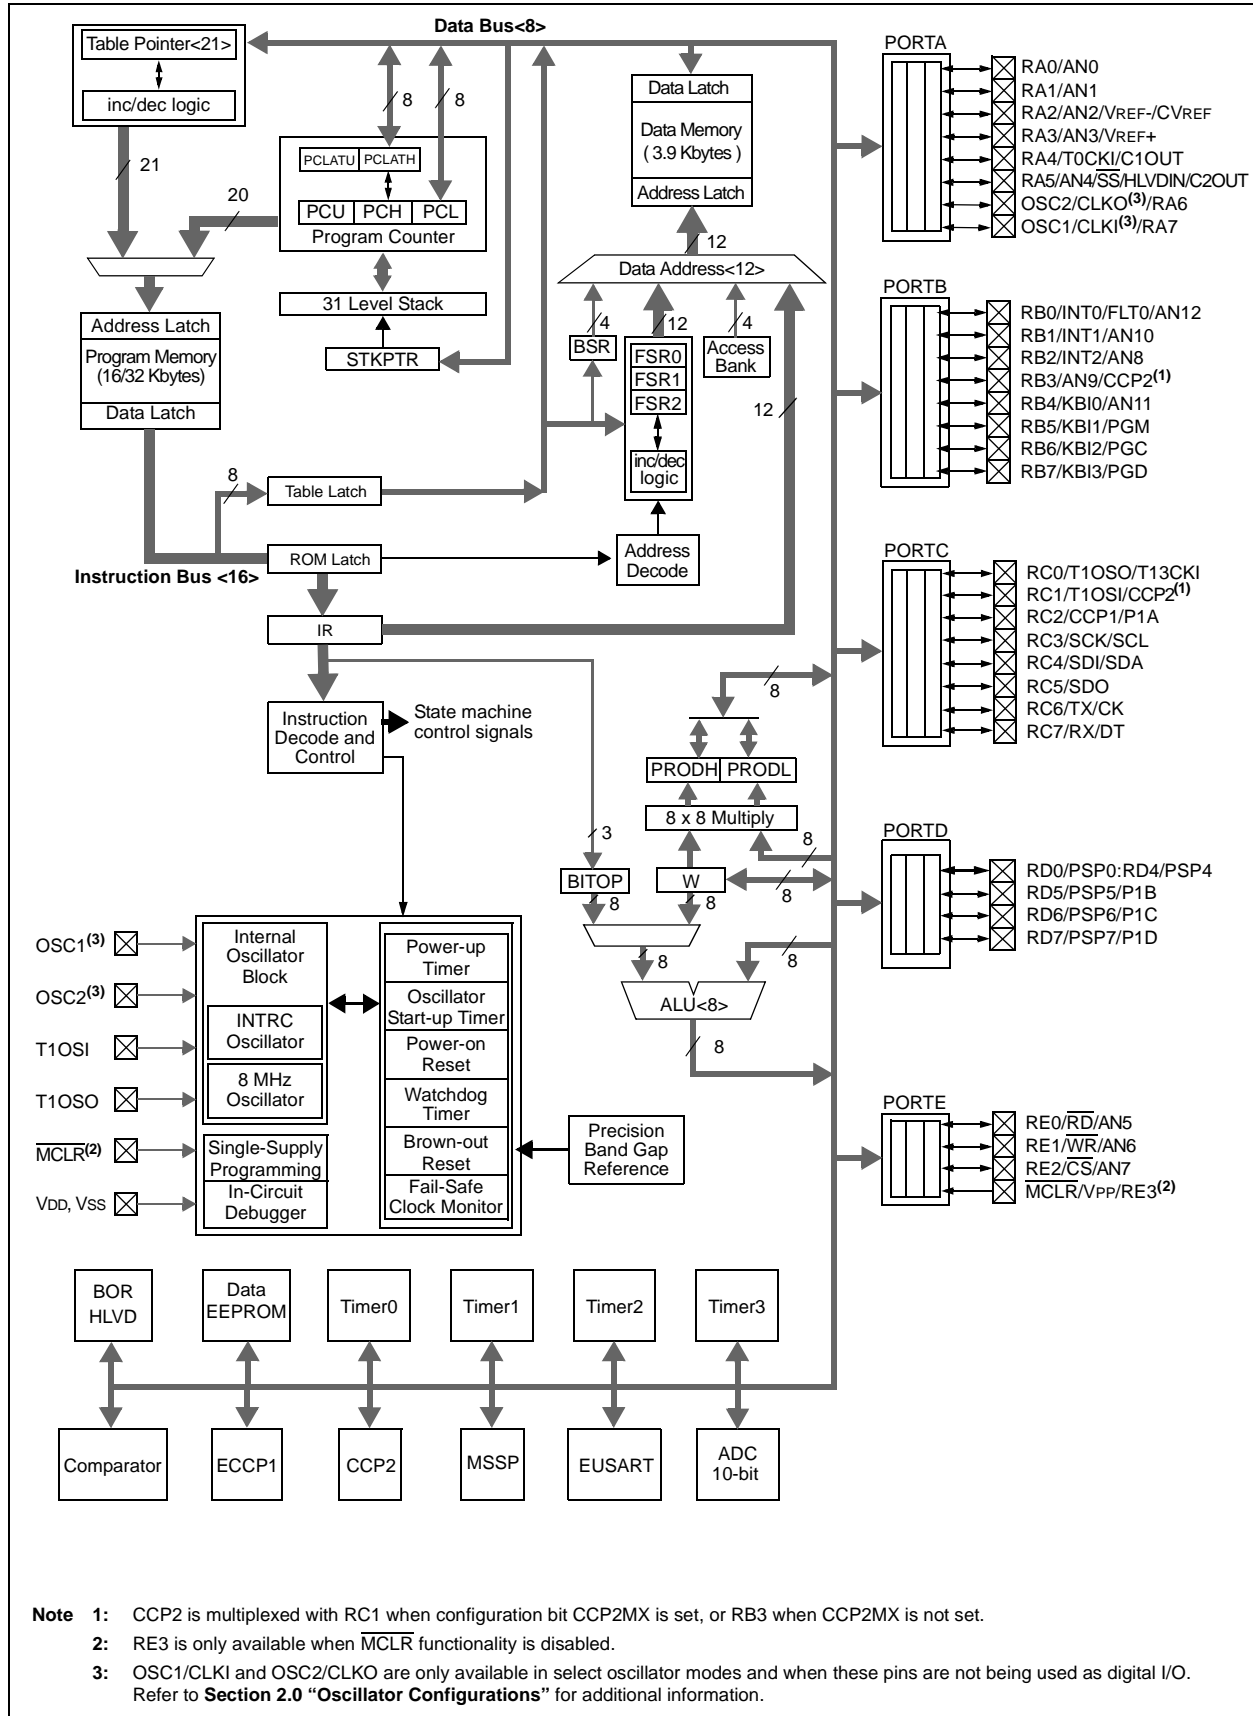 Data Bus<8>
Table Pointer<21>
inc/dec logic
21
8
8
PCLATU
PCLATH
PCU
PCH
PCL
Program Counter
20
31 Level Stack
STKPTR
Address Latch
Program Memory
(16/32 Kbytes)
Data Latch
8
Table Latch
ROM Latch
Instruction Bus <16>
IR
Instruction
Decode and
Control
State machine
control signals
Data Latch
Data Memory
( 3.9 Kbytes )
Address Latch
12
Data Address<12>
4
12
4
BSR
FSR0
FSR1
FSR2
inc/dec
logic
Access
Bank
12
Address
Decode
8
PRODH
PRODL
8 x 8 Multiply
3
8
BITOP
W
8
8
8
8
8
ALU<8>
8
OSC1(3)
OSC2(3)
T1OSI
T1OSO
MCLR(2)
VDD, VSS
Internal
Oscillator
Block
INTRC
Oscillator
8 MHz
Oscillator
Single-Supply
Programming
In-Circuit
Debugger
Power-up
Timer
Oscillator
Start-up Timer
Power-on
Reset
Watchdog
Timer
Brown-out
Reset
Fail-Safe
Clock Monitor
Precision
Band Gap
Reference
PORTA
RA0/AN0
RA1/AN1
RA2/AN2/VREF-/CVREF
RA3/AN3/VREF+
RA4/T0CKI/C1OUT
RA5/AN4/SS/HLVDIN/C2OUT
OSC2/CLKO(3)/RA6
OSC1/CLKI(3)/RA7
PORTB
RB0/INT0/FLT0/AN12
RB1/INT1/AN10
RB2/INT2/AN8
RB3/AN9/CCP2(1)
RB4/KBI0/AN11
RB5/KBI1/PGM
RB6/KBI2/PGC
RB7/KBI3/PGD
PORTC
RC0/T1OSO/T13CKI
RC1/T1OSI/CCP2(1)
RC2/CCP1/P1A
RC3/SCK/SCL
RC4/SDI/SDA
RC5/SDO
RC6/TX/CK
RC7/RX/DT
PORTD
RD0/PSP0:RD4/PSP4
RD5/PSP5/P1B
RD6/PSP6/P1C
RD7/PSP7/P1D
PORTE
RE0/RD/AN5
RE1/WR/AN6
RE2/CS/AN7
MCLR/VPP/RE3(2)
BOR
HLVD
Data
EEPROM
Timer0
Timer1
Timer2
Timer3
Comparator
ECCP1
CCP2
MSSP
EUSART
ADC
10-bit
Note 1: CCP2 is multiplexed with RC1 when configuration bit CCP2MX is set, or RB3 when CCP2MX is not set.
2: RE3 is only available when MCLR functionality is disabled.
3: OSC1/CLKI and OSC2/CLKO are only available in select oscillator modes and when these pins are not being used as digital I/O.
Refer to Section 2.0 “Oscillator Configurations” for additional information.